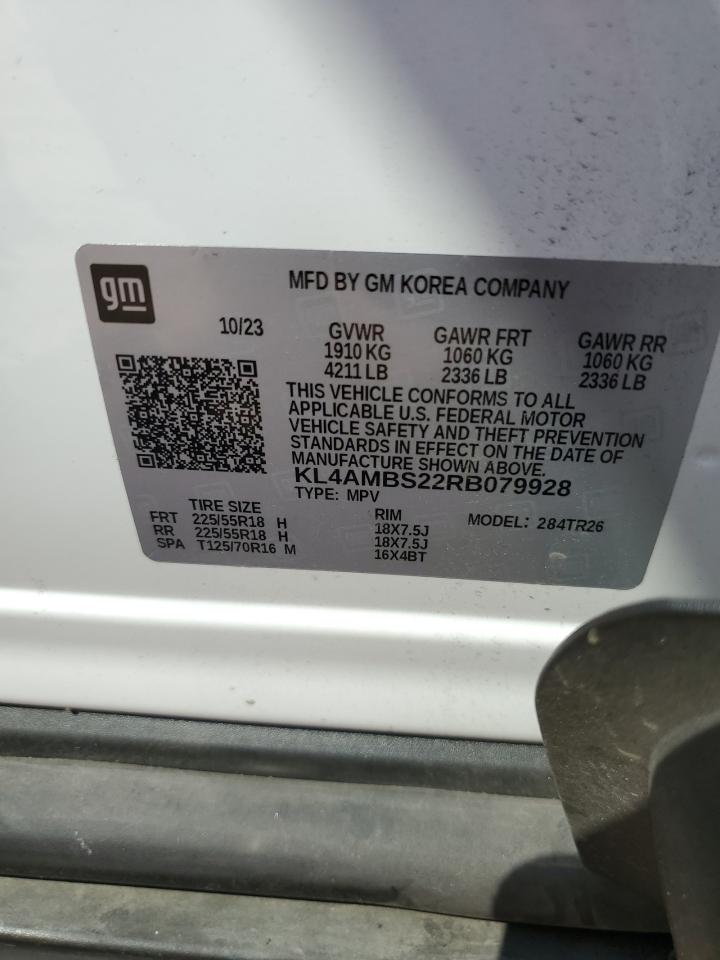 gm
MFD BY GM KOREA COMPANY
10/23 GVWR GAWR FRT GAWR RR
1910 KG 1060 KG 1060 KG
4211 LB 2336 LB 2336 LB
THIS VEHICLE CONFORMS TO ALL
APPLICABLE U.S. FEDERAL MOTOR
VEHICLE SAFETY AND THEFT PREVENTION
STANDARDS IN EFFECT ON THE DATE OF
MANUFACTURE SHOWN ABOVE.
KL4AMBS22RB079928
TYPE: MPV
TIRE SIZE RIM MODEL: 284TR26
FRT 225/55R18 H 18X7.5J
RR 225/55R18 H 18X7.5J
SPA T125/70R16 M 16X4BT